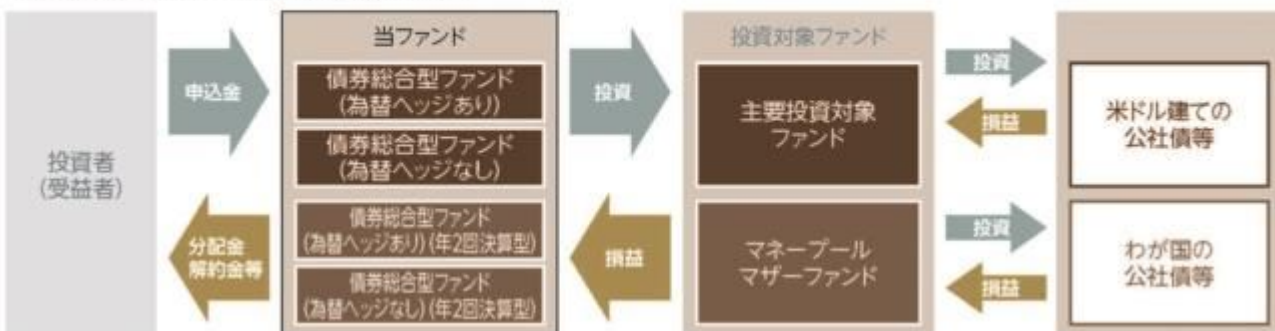 投資者
(受益者)
申込金
分配金
解約金等
当ファンド
債券総合型ファンド
(為替ヘッジあり)
債券総合型ファンド
(為替ヘッジなし)
債券総合型ファンド
(為替ヘッジあり)(年2回決算型)
債券総合型ファンド
(為替ヘッジなし)(年2回決算型)
投資
損益
投資対象ファンド
主要投資対象
ファンド
マネープール
マザーファンド
投資
損益
投資
損益
米ドル建ての
公社債等
わが国の
公社債等